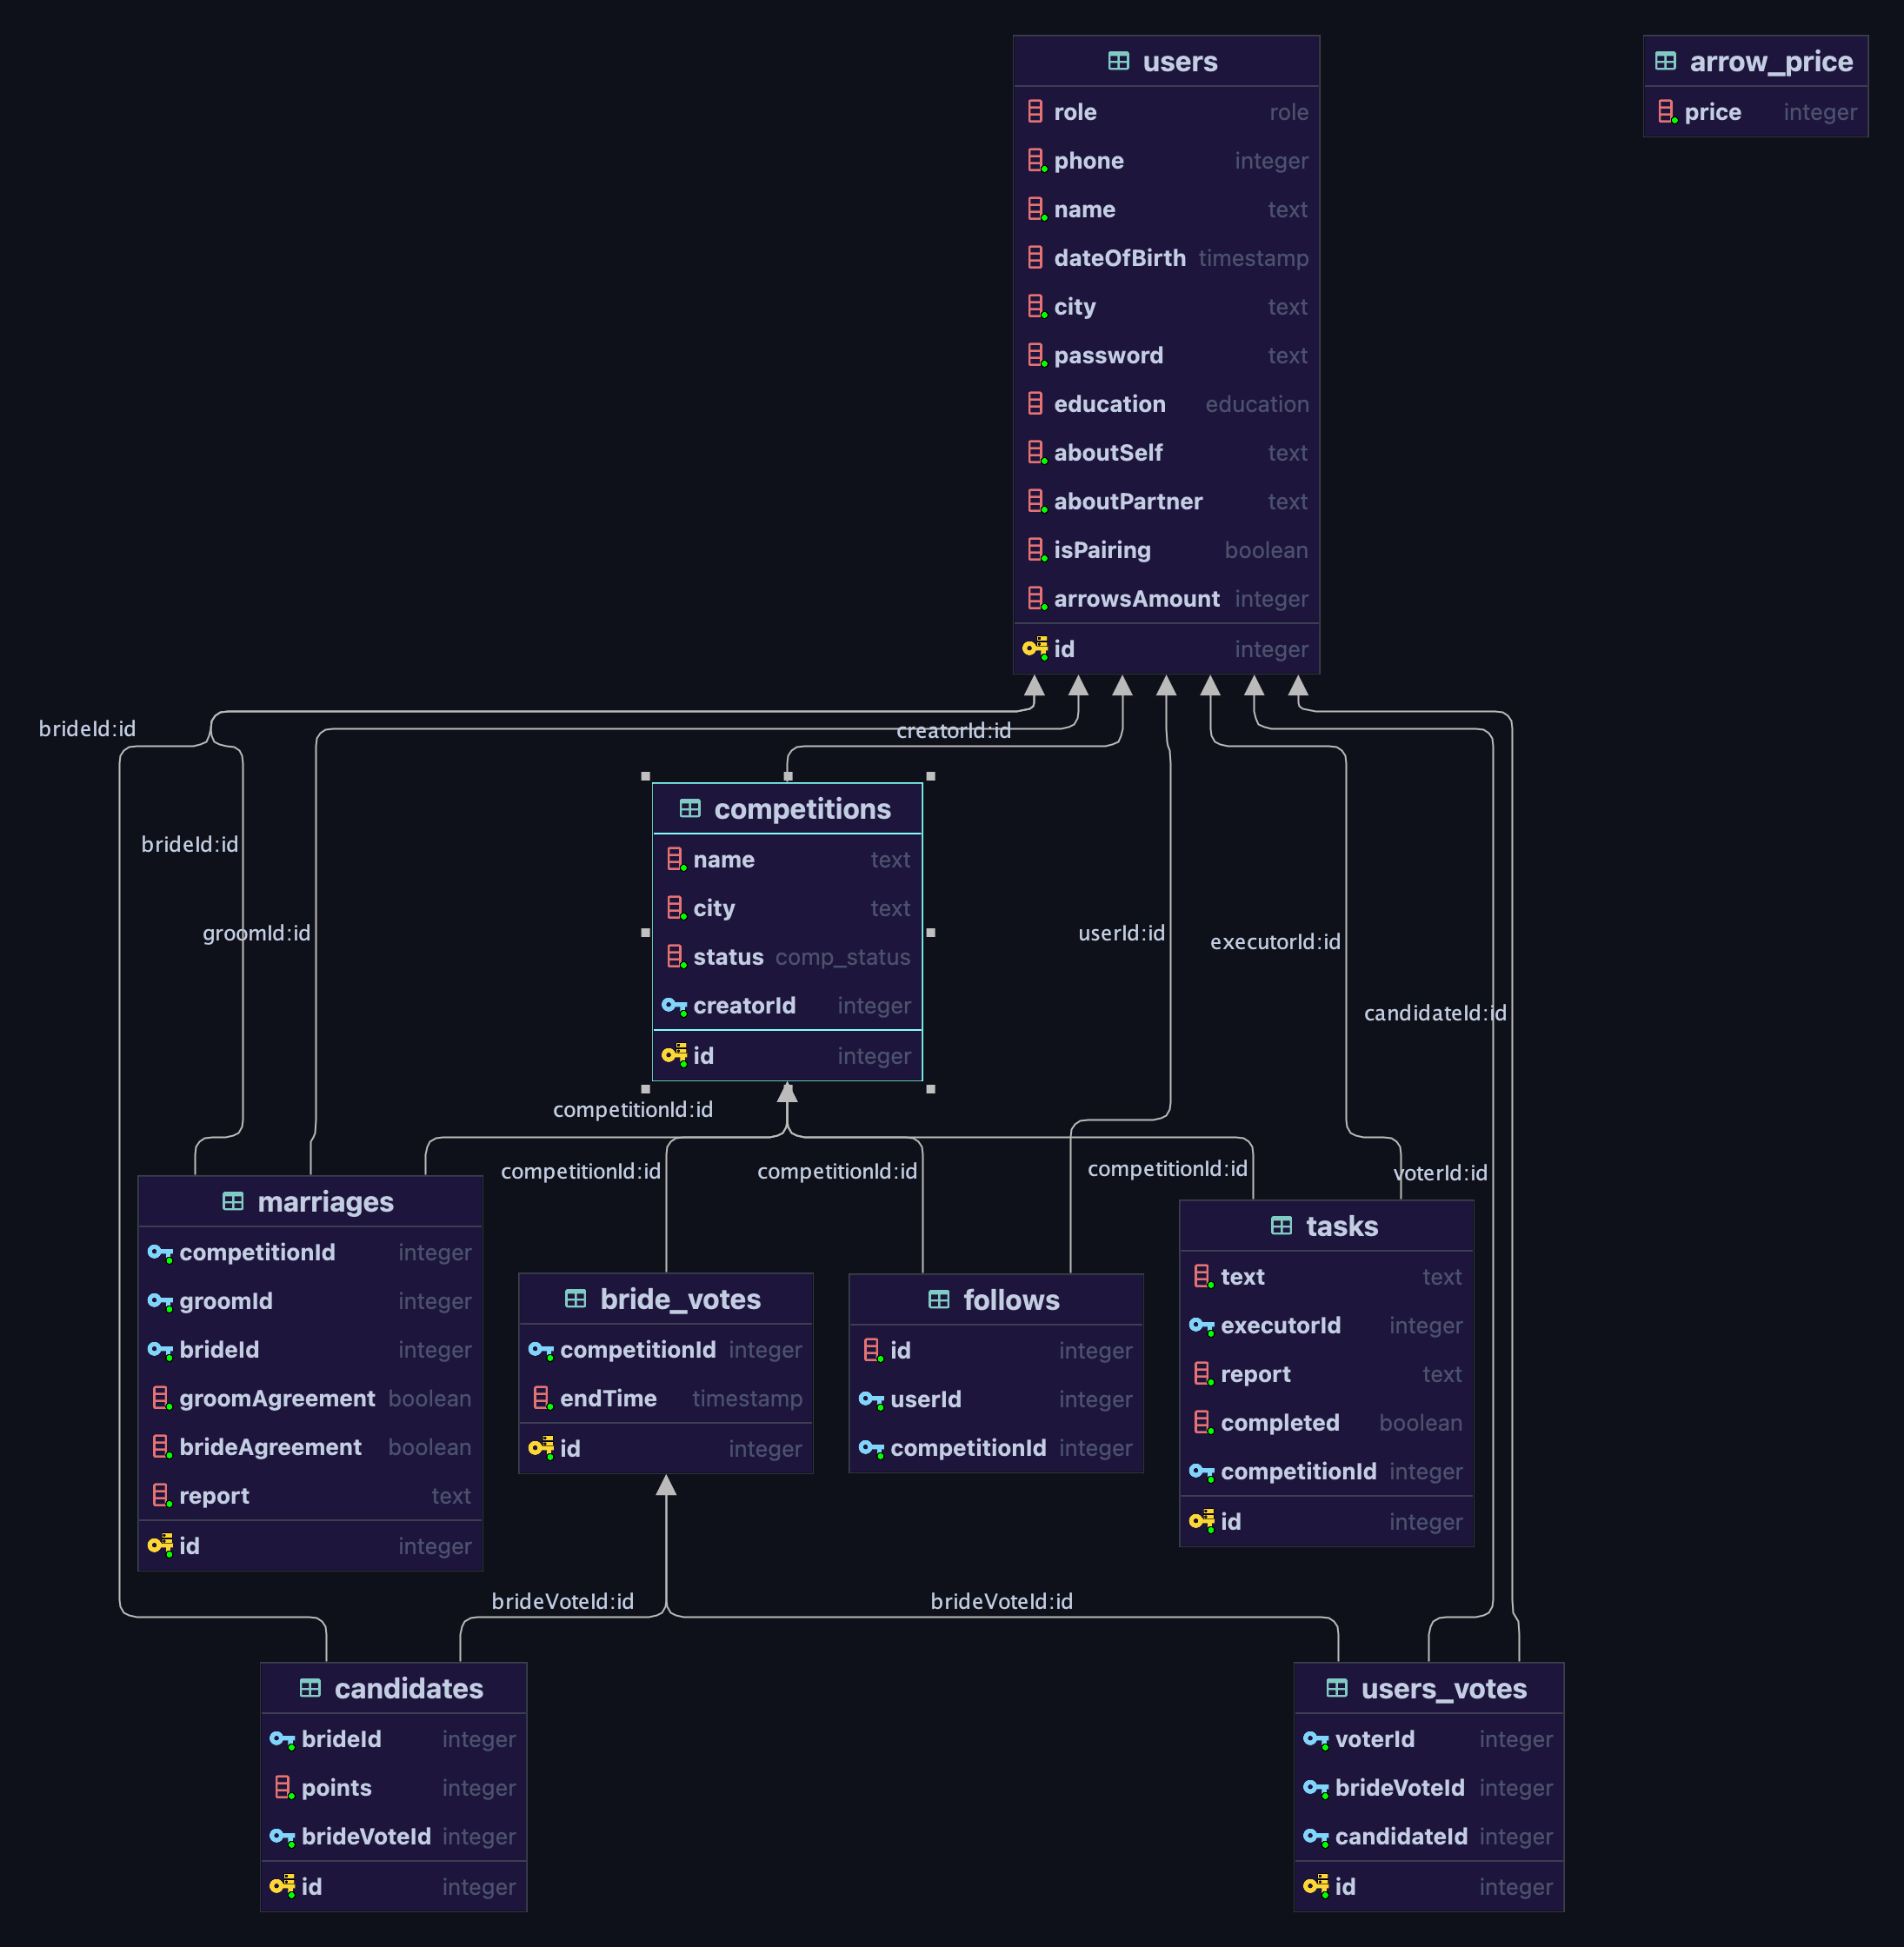 users
role role
phone integer
name text
dateOfBirth timestamp
city text
password text
education education
aboutSelf text
aboutPartner text
isPairing boolean
arrowsAmount integer
id integer
arrow_price
price integer
brideId:id
creatorId:id
brideId:id
groomId:id
userId:id
executorId:id
candidateId:id
competitions
name text
city text
status comp_status
creatorId integer
id integer
competitionId:id
competitionId:id
competitionId:id
competitionId:id
voterId:id
marriages
competitionId integer
groomId integer
brideId integer
groomAgreement boolean
brideAgreement boolean
report text
id integer
bride_votes
competitionId integer
endTime timestamp
id integer
follows
id integer
userId integer
competitionId integer
tasks
text text
executorId integer
report text
completed boolean
competitionId integer
id integer
brideVoteId:id
brideVoteId:id
candidates
brideId integer
points integer
brideVoteId integer
id integer
users_votes
voterId integer
brideVoteId integer
candidateId integer
id integer